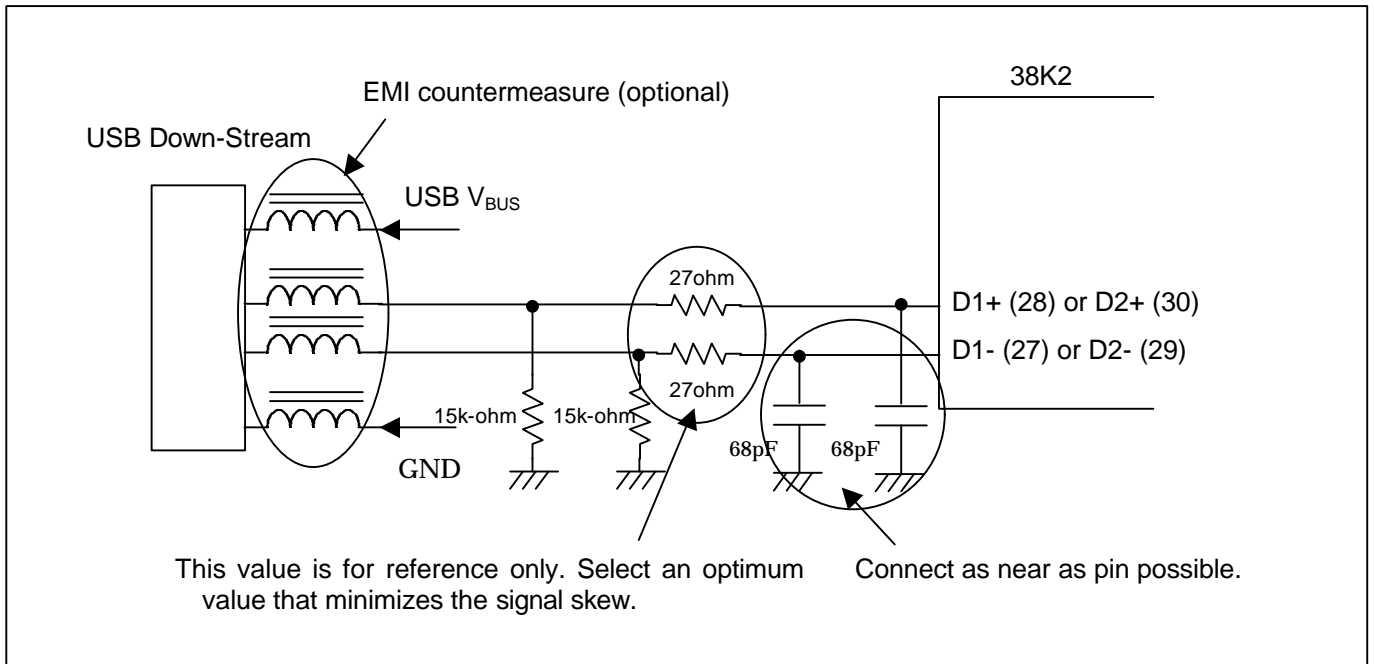 38K2
EMI countermeasure (optional)
USB Down-Stream
USB VBUS
27ohm
D1+ (28) or D2+ (30)
D1- (27) or D2- (29)
27ohm
15k-ohm
15k-ohm
68pF
68pF
GND
This value is for reference only. Select an optimum
value that minimizes the signal skew.
Connect as near as pin possible.